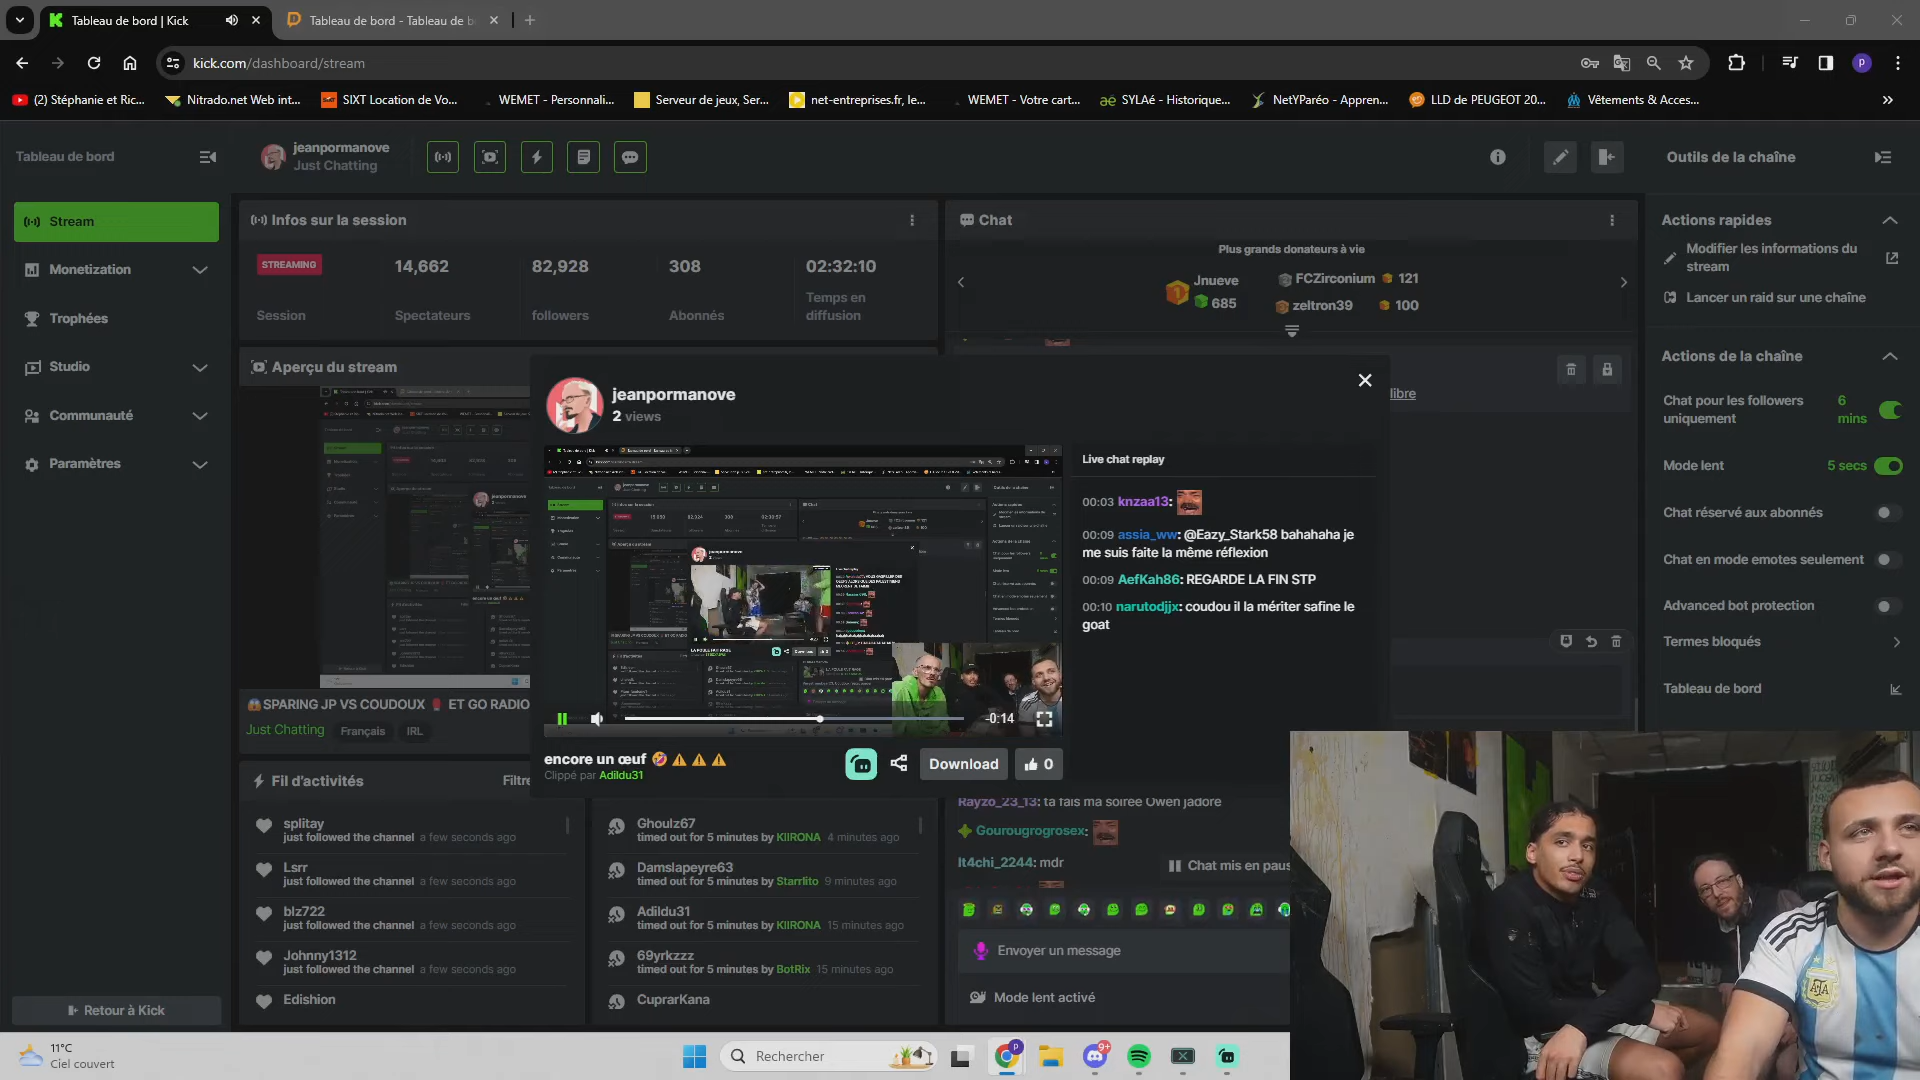 Tableau de bord | Kick
Tableau de bord - Tableau de b
kick.com/dashboard/stream
(2) Stéphanie et Ric...
Nitrado.net Web int...
SIXT Location de Vo...
WEMET - Personnali...
Serveur de jeux, Ser...
net-entreprises.fr, le...
WEMET - Votre cart...
SYLAé - Historique...
NetYParéo - Appren...
LLD de PEUGEOT 20...
Vêtements & Acces...
Tableau de bord
jeanpormanove
Just Chatting
Outils de la chaîne
Stream
Monetization
Trophées
Studio
Communauté
Paramètres
Retour à Kick
Infos sur la session
STREAMING
14,662
82,928
308
02:32:10
Session
Spectateurs
followers
Abonnés
Temps en
diffusion
Chat
Plus grands donateurs à vie
Jnueve
685
FCZirconium 121
zeltron39 100
Actions rapides
Modifier les informations du
stream
Lancer un raid sur une chaîne
Actions de la chaîne
Chat pour les followers
uniquement
6
mins
Mode lent
5 secs
Chat réservé aux abonnés
Chat en mode emotes seulement
Advanced bot protection
Termes bloqués
Tableau de bord
Aperçu du stream
SPARING JP VS COUDOUX ET GO RADIO
Just Chatting
Français
IRL
libre
jeanpormanove
2 views
Live chat replay
00:03 knzaa13:
00:09 assia_ww: @Eazy_Stark58 bahahaha je
me suis faite la même réflexion
00:09 AefKah86: REGARDE LA FIN STP
00:10 narutodjjx: coudou il la mériter safine le
goat
-0:14
encore un œuf
Clippé par Adildu31
Download
0
Fil d'activités
Filtre
splitay
just followed the channel a few seconds ago
Lsrr
just followed the channel a few seconds ago
blz722
just followed the channel a few seconds ago
Johnny1312
just followed the channel a few seconds ago
Edishion
Ghoulz67
timed out for 5 minutes by KIIRONA 4 minutes ago
Damslapeyre63
timed out for 5 minutes by Starrlito 9 minutes ago
Adildu31
timed out for 5 minutes by KIIRONA 15 minutes ago
69yrkzzz
timed out for 5 minutes by BotRix 15 minutes ago
CuprarKana
Rayzo_23_13: ta fais ma soirée Owen jadore
Gourougrogrosex:
It4chi_2244: mdr
Chat mis en paus
Envoyer un message
Mode lent activé
11°C
Ciel couvert
Rechercher
9+
AFA